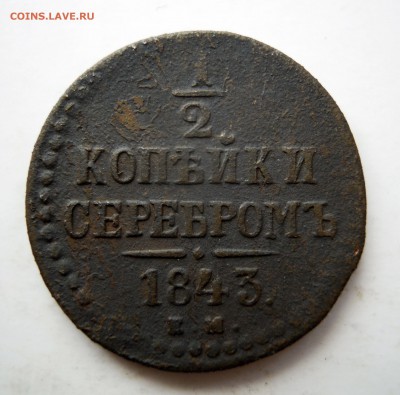 COINS.LAVE.RU
1
2.
КОПѢЙКИ
СЕРЕБРОМЪ
1843.
Е.М.